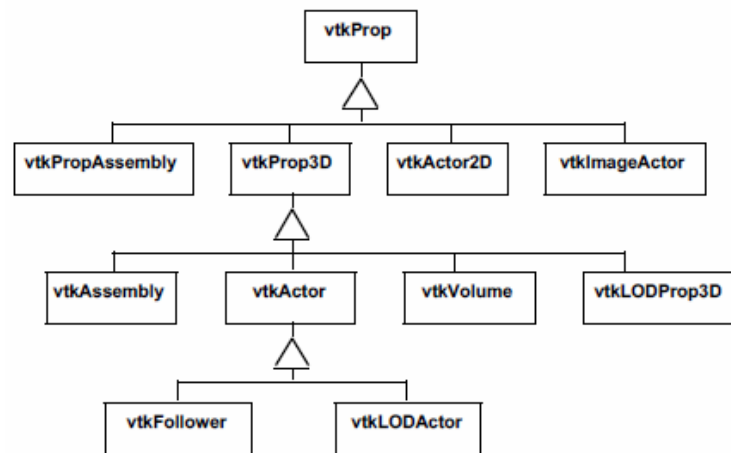 vtkProp
vtkPropAssembly
vtkProp3D
vtkActor2D
vtkImageActor
vtkAssembly
vtkActor
vtkVolume
vtkLODProp3D
vtkFollower
vtkLODActor